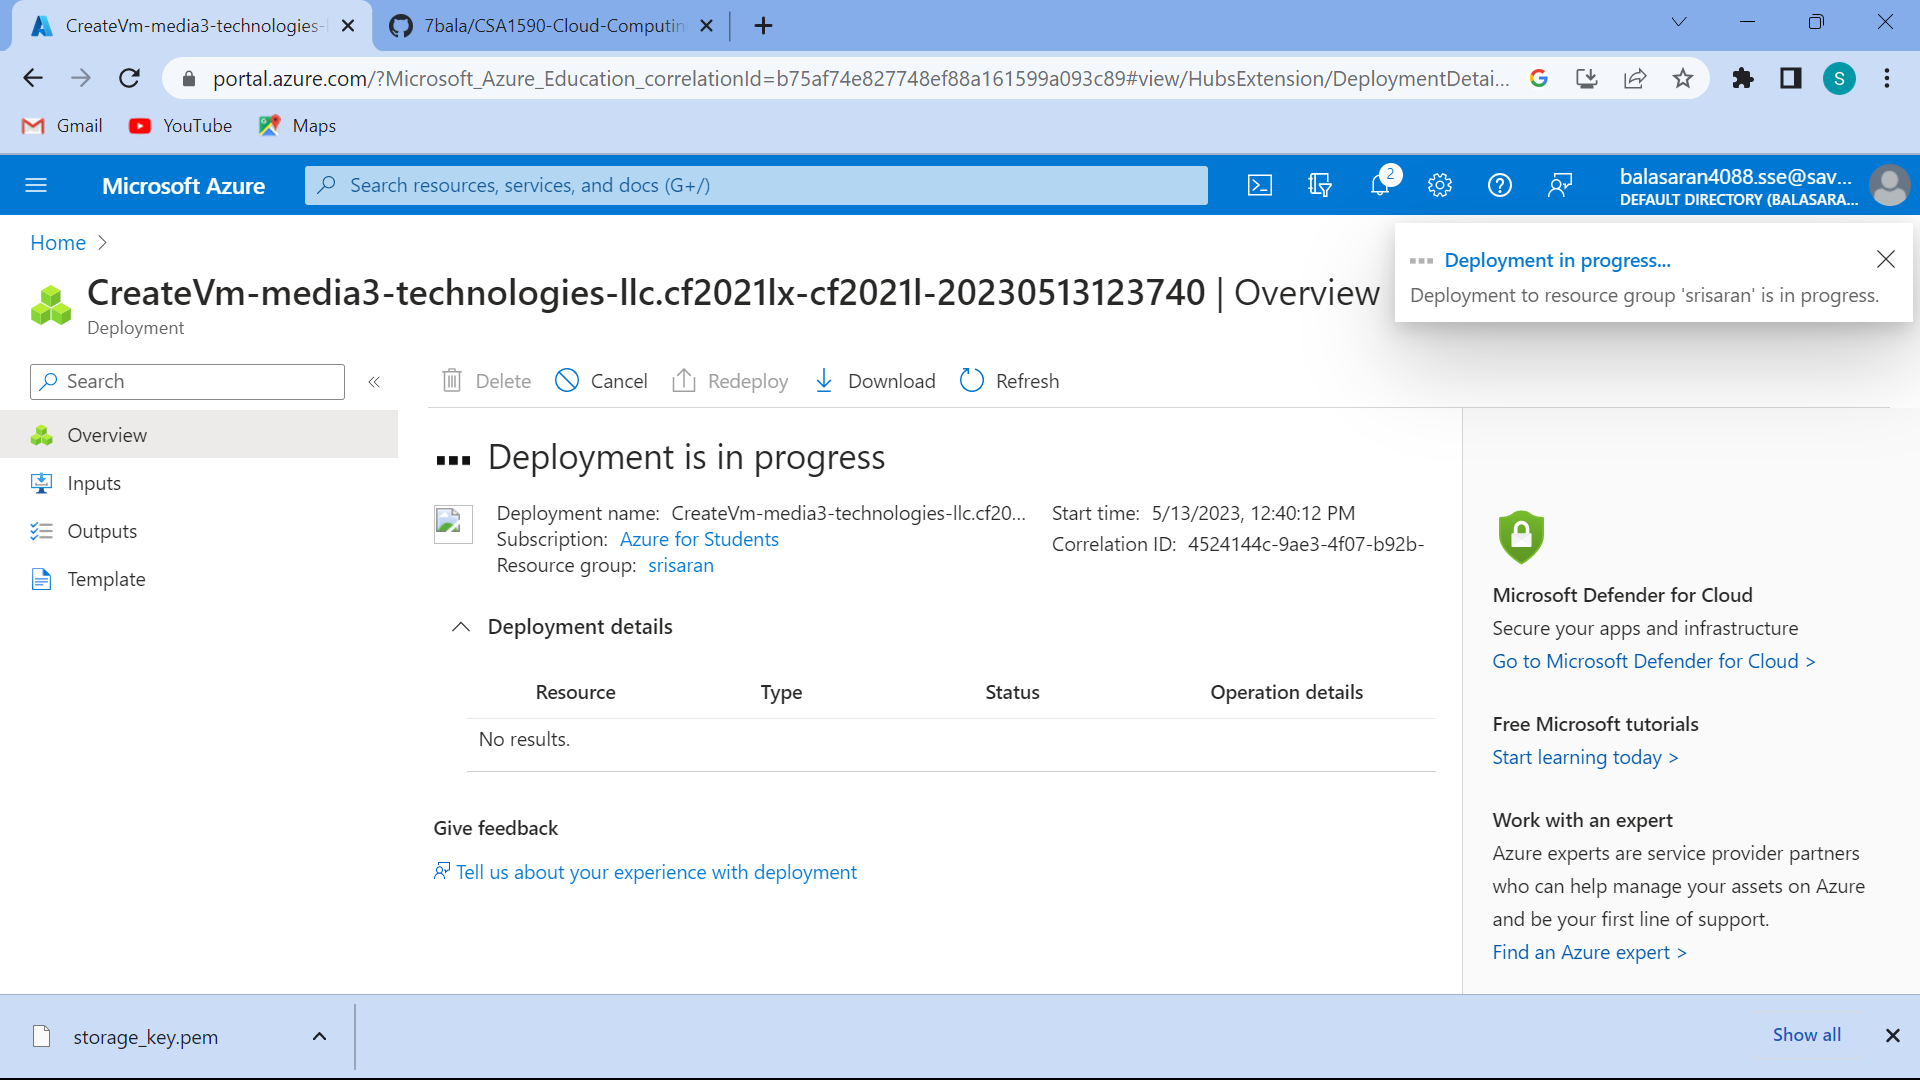 CreateVm-media3-technologies-
7bala/CSA1590-Cloud-Computin
portal.azure.com/?Microsoft_Azure_Education_correlationId=b75af74e827748ef88a161599a093c89#view/HubsExtension/DeploymentDetai...
S
Gmail
YouTube
Maps
Microsoft Azure
Search resources, services, and docs (G+/)
2
balasaran4088.sse@sav...
DEFAULT DIRECTORY (BALASARA...
Home
Deployment in progress...
Deployment to resource group 'srisaran' is in progress.
CreateVm-media3-technologies-llc.cf2021lx-cf2021l-20230513123740 | Overview
Deployment
Search
Delete
Cancel
Redeploy
Download
Refresh
Overview
Inputs
Outputs
Template
Deployment is in progress
Deployment name: CreateVm-media3-technologies-llc.cf20...
Subscription: Azure for Students
Resource group: srisaran
Start time: 5/13/2023, 12:40:12 PM
Correlation ID: 4524144c-9ae3-4f07-b92b-
Deployment details
Resource Type Status Operation details
No results.
Give feedback
Tell us about your experience with deployment
Microsoft Defender for Cloud
Secure your apps and infrastructure
Go to Microsoft Defender for Cloud >
Free Microsoft tutorials
Start learning today >
Work with an expert
Azure experts are service provider partners
who can help manage your assets on Azure
and be your first line of support.
Find an Azure expert >
storage_key.pem
Show all